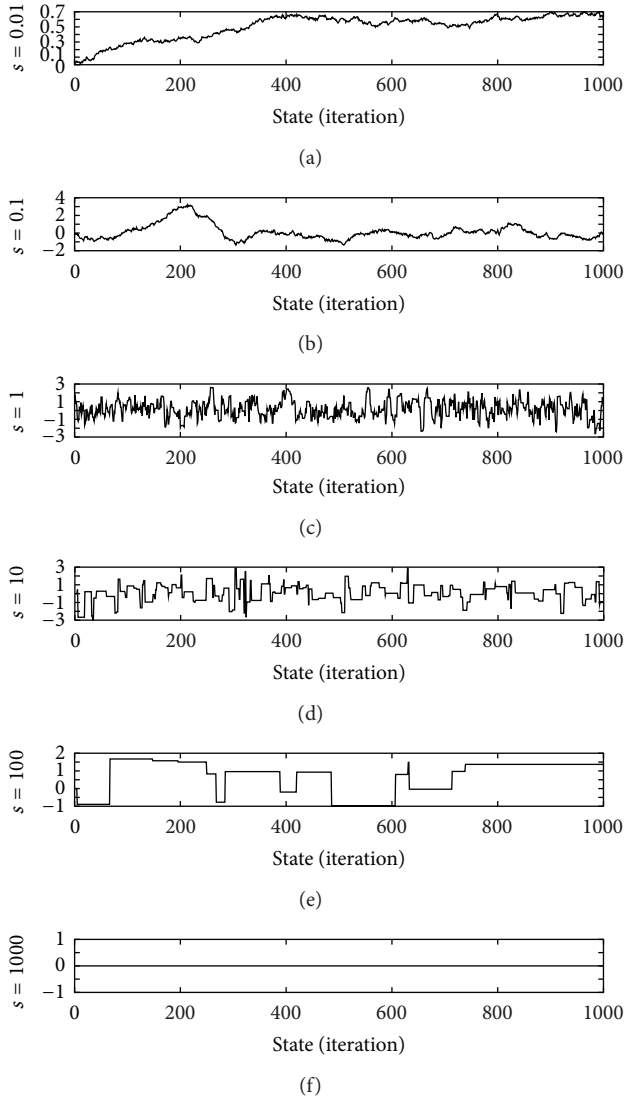 s = 0.01
0.7
0.5
0.3
0.1
0
0 200 400 600 800 1000
State (iteration)
(a)
s = 0.1
4
2
0
−2
0 200 400 600 800 1000
State (iteration)
(b)
s = 1
3
1
−1
−3
0 200 400 600 800 1000
State (iteration)
(c)
s = 10
3
1
−1
−3
0 200 400 600 800 1000
State (iteration)
(d)
s = 100
2
1
0
−1
0 200 400 600 800 1000
State (iteration)
(e)
s = 1000
1
0
−1
0 200 400 600 800 1000
State (iteration)
(f)